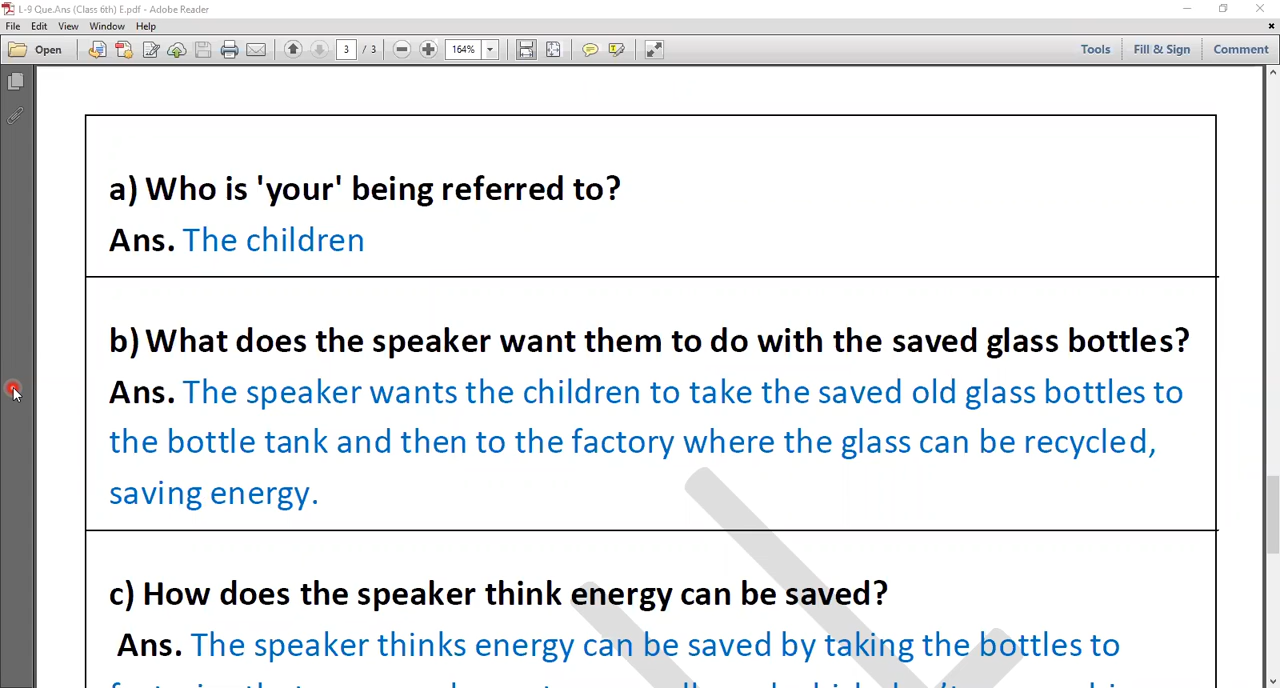 L-9 Que.Ans (Class 6th) E.pdf - Adobe Reader
File Edit View Window Help
Open 3 / 3 164% Tools Fill & Sign Comment
a) Who is 'your' being referred to?
Ans. The children
b) What does the speaker want them to do with the saved glass bottles?
Ans. The speaker wants the children to take the saved old glass bottles to
the bottle tank and then to the factory where the glass can be recycled,
saving energy.
c) How does the speaker think energy can be saved?
Ans. The speaker thinks energy can be saved by taking the bottles to